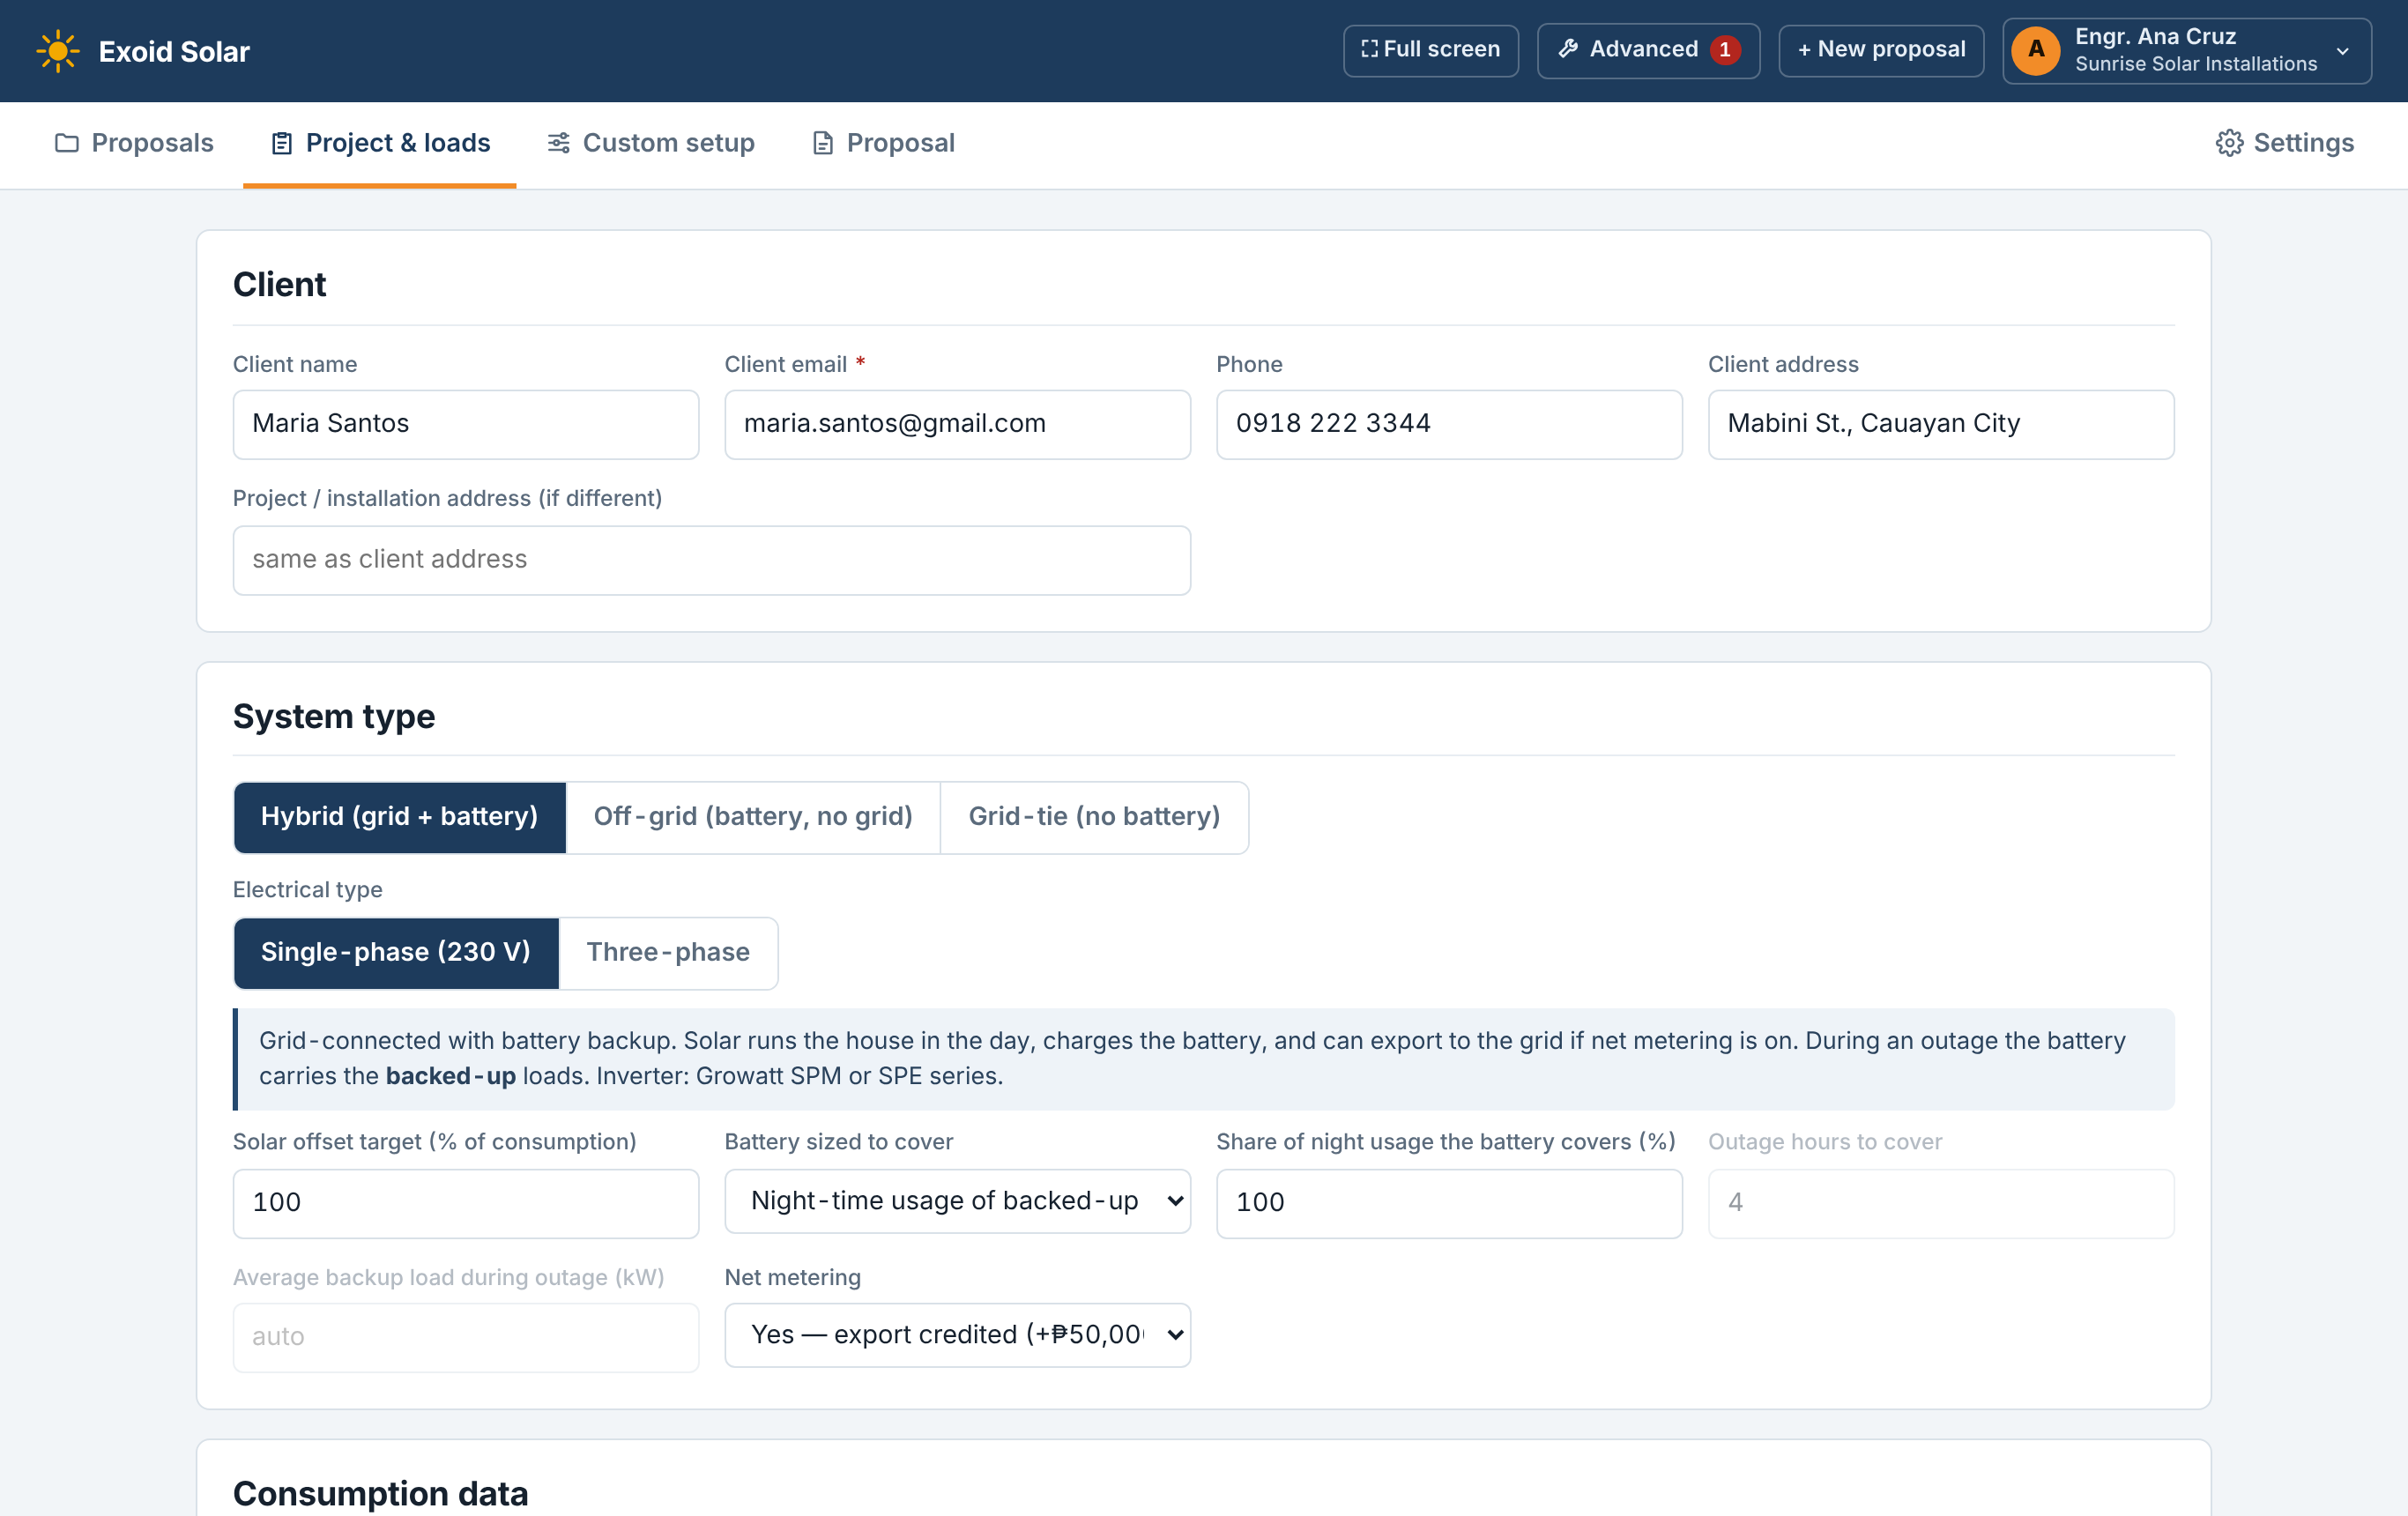 Exoid Solar
Full screen
Advanced 1
+ New proposal
A
Engr. Ana Cruz
Sunrise Solar Installations
Proposals
Project & loads
Custom setup
Proposal
Settings
Client
Client name
Client email *
Phone
Client address
Maria Santos
maria.santos@gmail.com
0918 222 3344
Mabini St., Cauayan City
Project / installation address (if different)
same as client address
System type
Hybrid (grid + battery)
Off-grid (battery, no grid)
Grid-tie (no battery)
Electrical type
Single-phase (230 V)
Three-phase
Grid-connected with battery backup. Solar runs the house in the day, charges the battery, and can export to the grid if net metering is on. During an outage the battery
carries the backed-up loads. Inverter: Growatt SPM or SPE series.
Solar offset target (% of consumption)
Battery sized to cover
Share of night usage the battery covers (%)
Outage hours to cover
100
Night-time usage of backed-up
100
4
Average backup load during outage (kW)
Net metering
auto
Yes — export credited (+₱50,00
Consumption data